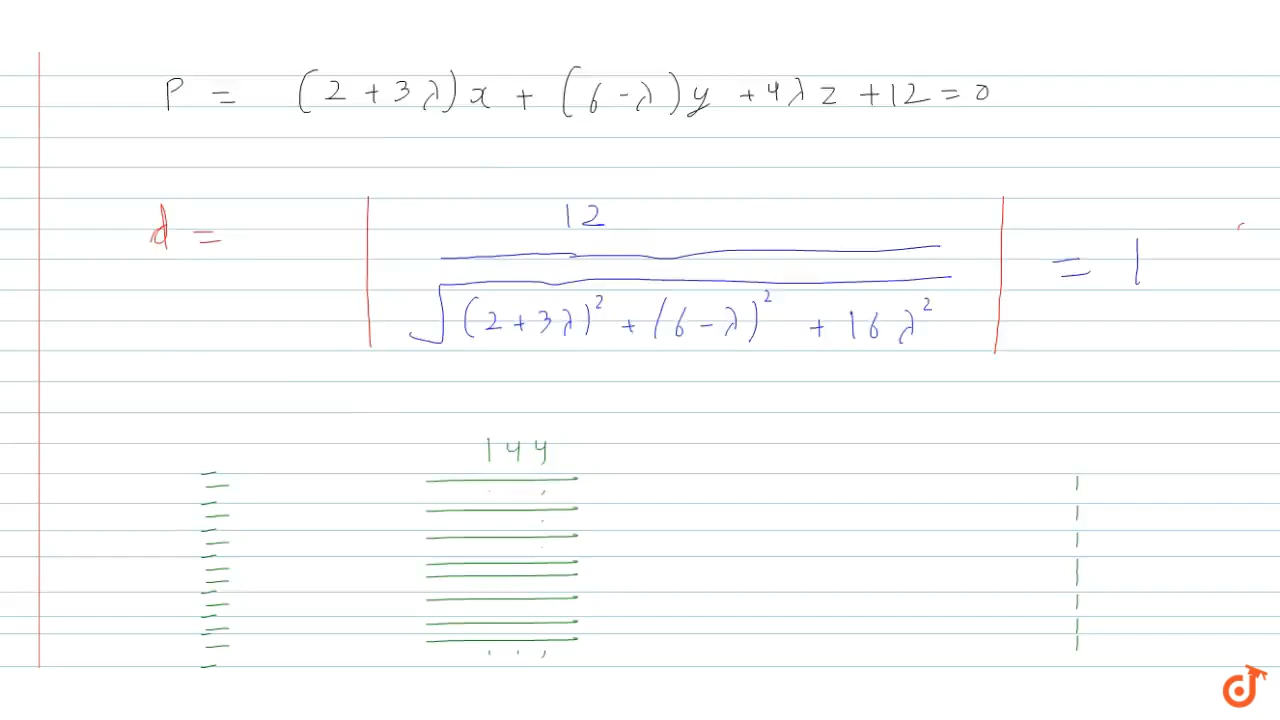 P = (2 + 3λ)x + (6 - λ)y + 4λz + 12 = 0
d = | 12 / √((2 + 3λ)² + (6 - λ)² + 16λ²) | = 1
144